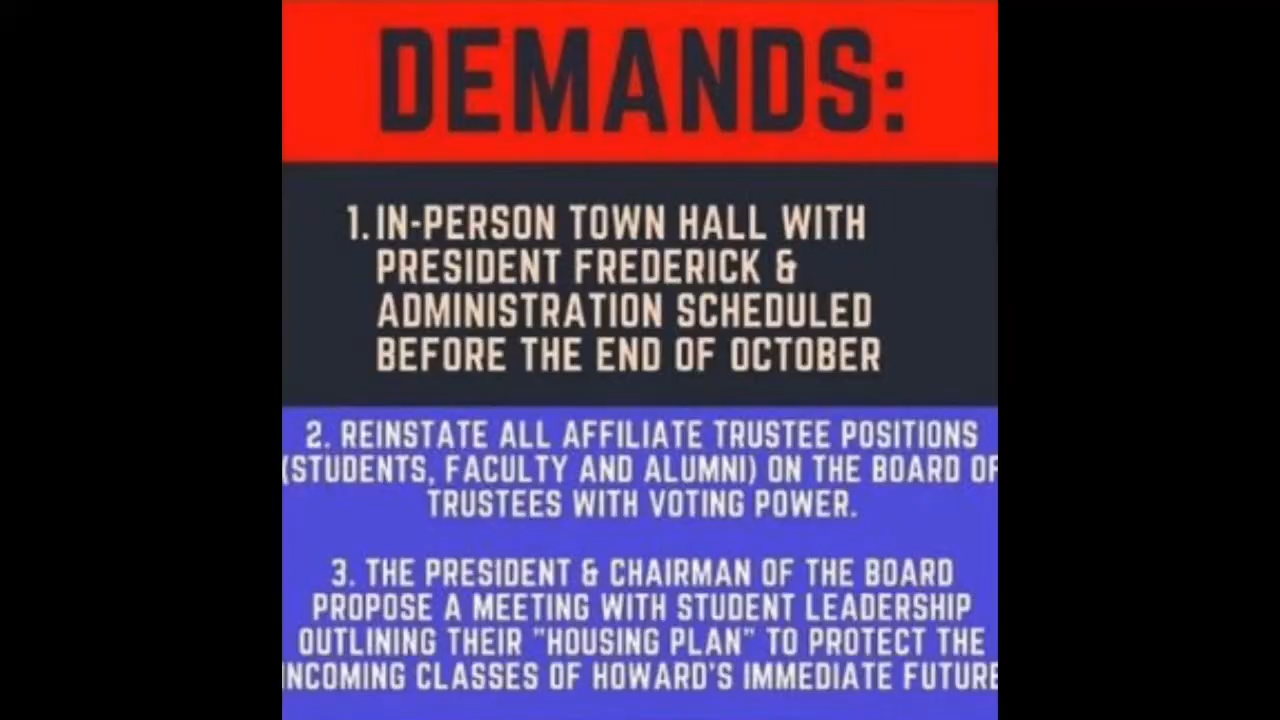 DEMANDS:
1. IN-PERSON TOWN HALL WITH
PRESIDENT FREDERICK &
ADMINISTRATION SCHEDULED
BEFORE THE END OF OCTOBER
2. REINSTATE ALL AFFILIATE TRUSTEE POSITIONS
(STUDENTS, FACULTY AND ALUMNI) ON THE BOARD OF
TRUSTEES WITH VOTING POWER.
3. THE PRESIDENT & CHAIRMAN OF THE BOARD
PROPOSE A MEETING WITH STUDENT LEADERSHIP
OUTLINING THEIR "HOUSING PLAN" TO PROTECT THE
INCOMING CLASSES OF HOWARD'S IMMEDIATE FUTURE